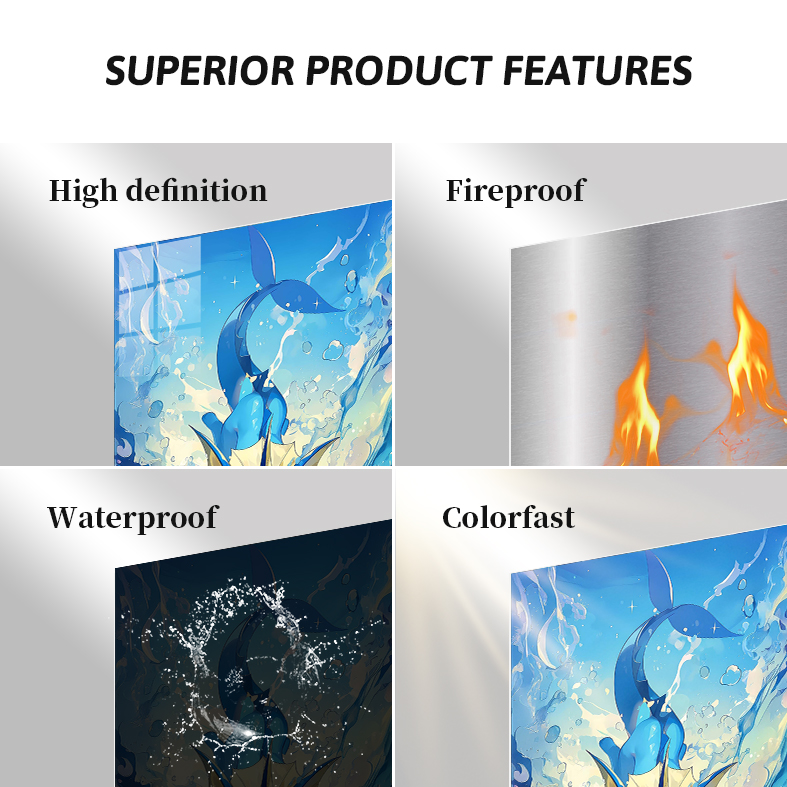 SUPERIOR PRODUCT FEATURES
High definition
Fireproof
Waterproof
Colorfast